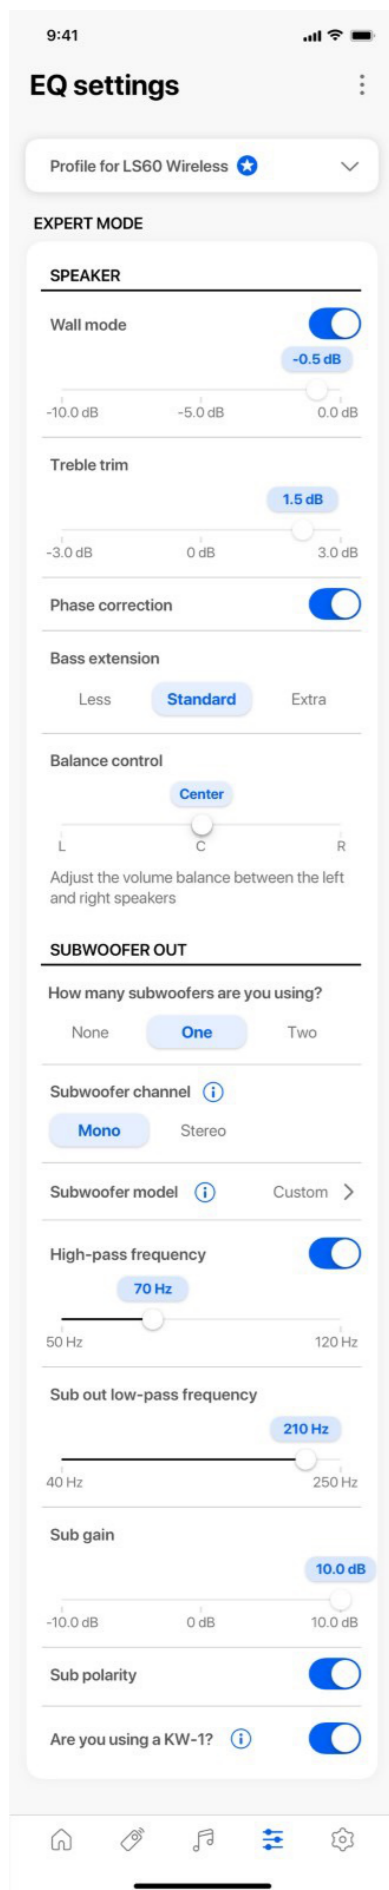 9:41
EQ settings
Profile for LS60 Wireless
EXPERT MODE
SPEAKER
Wall mode
-0.5 dB
-10.0 dB -5.0 dB 0.0 dB
Treble trim
1.5 dB
-3.0 dB 0 dB 3.0 dB
Phase correction
Bass extension
Less Standard Extra
Balance control
Center
L C R
Adjust the volume balance between the left
and right speakers
SUBWOOFER OUT
How many subwoofers are you using?
None One Two
Subwoofer channel
Mono Stereo
Subwoofer model Custom
High-pass frequency
70 Hz
50 Hz 120 Hz
Sub out low-pass frequency
210 Hz
40 Hz 250 Hz
Sub gain
10.0 dB
-10.0 dB 0 dB 10.0 dB
Sub polarity
Are you using a KW-1?